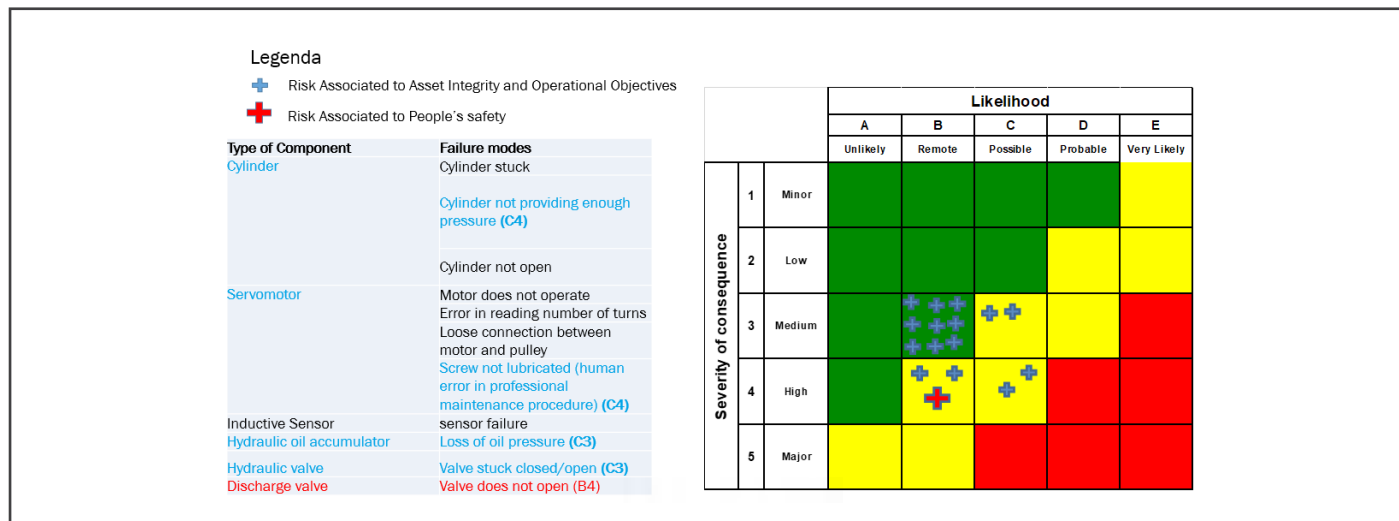 Legenda
Risk Associated to Asset Integrity and Operational Objectives
Risk Associated to People's safety
Type of Component Failure modes
Cylinder Cylinder stuck
Cylinder not providing enough
pressure (C4)
Cylinder not open
Servomotor Motor does not operate
Error in reading number of turns
Loose connection between
motor and pulley
Screw not lubricated (human
error in professional
maintenance procedure) (C4)
Inductive Sensor sensor failure
Hydraulic oil accumulator Loss of oil pressure (C3)
Hydraulic valve Valve stuck closed/open (C3)
Discharge valve Valve does not open (B4)
Likelihood
A B C D E
Unlikely Remote Possible Probable Very Likely
Severity of consequence
1 Minor
2 Low
3 Medium
4 High
5 Major